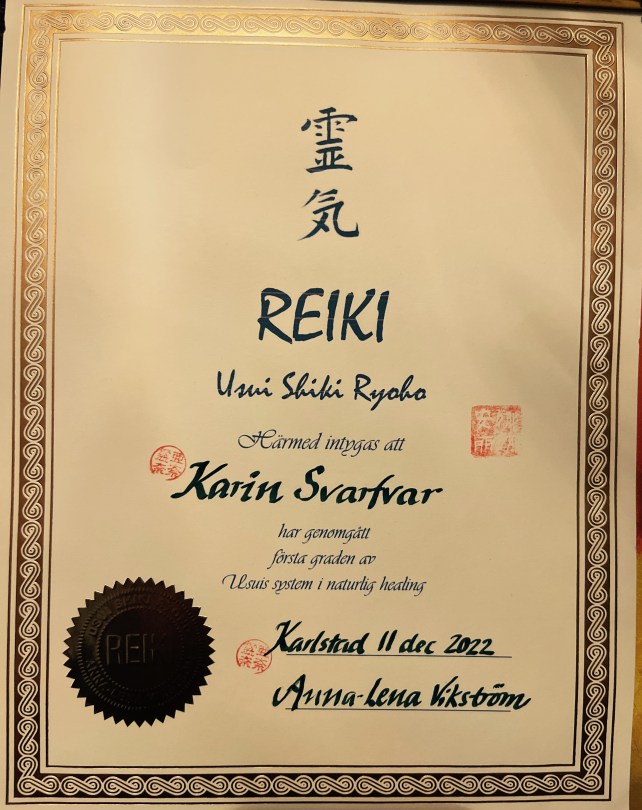 霊
気
REIKI
Usui Shiki Ryoho
Härmed intygas att
Karin Svartvar
har genomgått
första graden av
Usuis system i naturlig healing
Karlstad 11 dec 2022
Anna-Lena Vikström